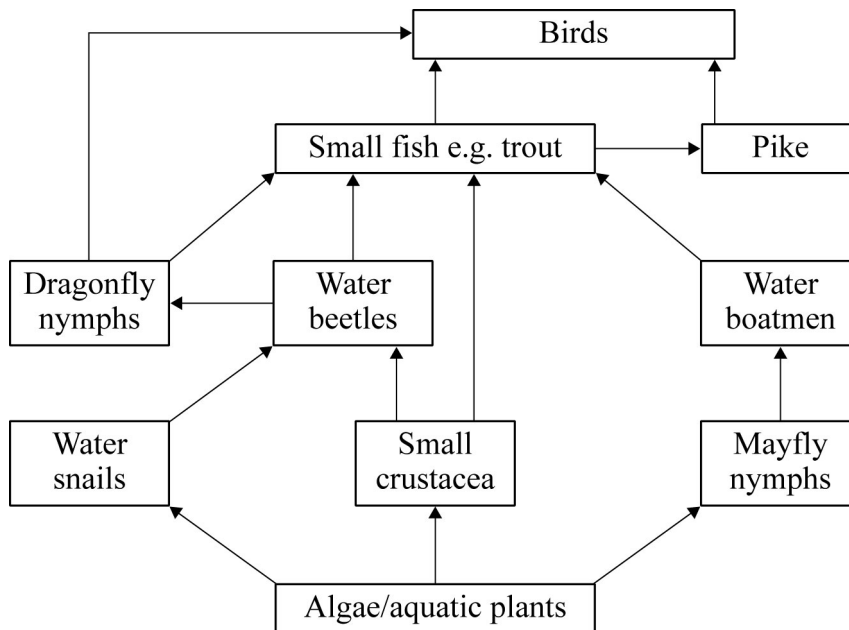 Birds
Small fish e.g. trout
Pike
Dragonfly
nymphs
Water
beetles
Water
boatmen
Water
snails
Small
crustacea
Mayfly
nymphs
Algae/aquatic plants